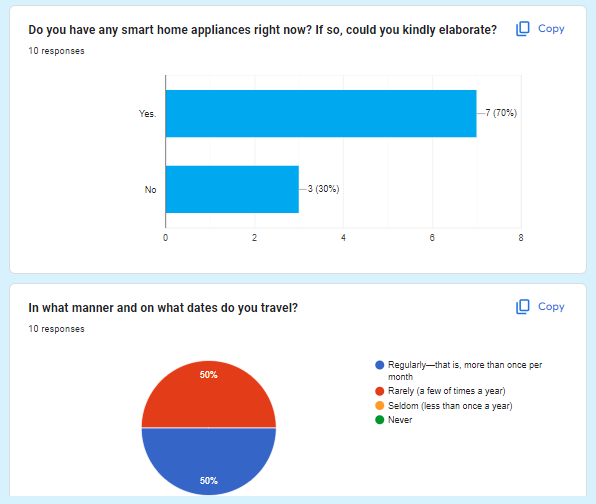 Do you have any smart home appliances right now? If so, could you kindly elaborate?
Copy
10 responses
Yes.
7 (70%)
No
3 (30%)
0
2
4
6
8
In what manner and on what dates do you travel?
Copy
10 responses
50%
50%
Regularly—that is, more than once per
month
Rarely (a few of times a year)
Seldom (less than once a year)
Never